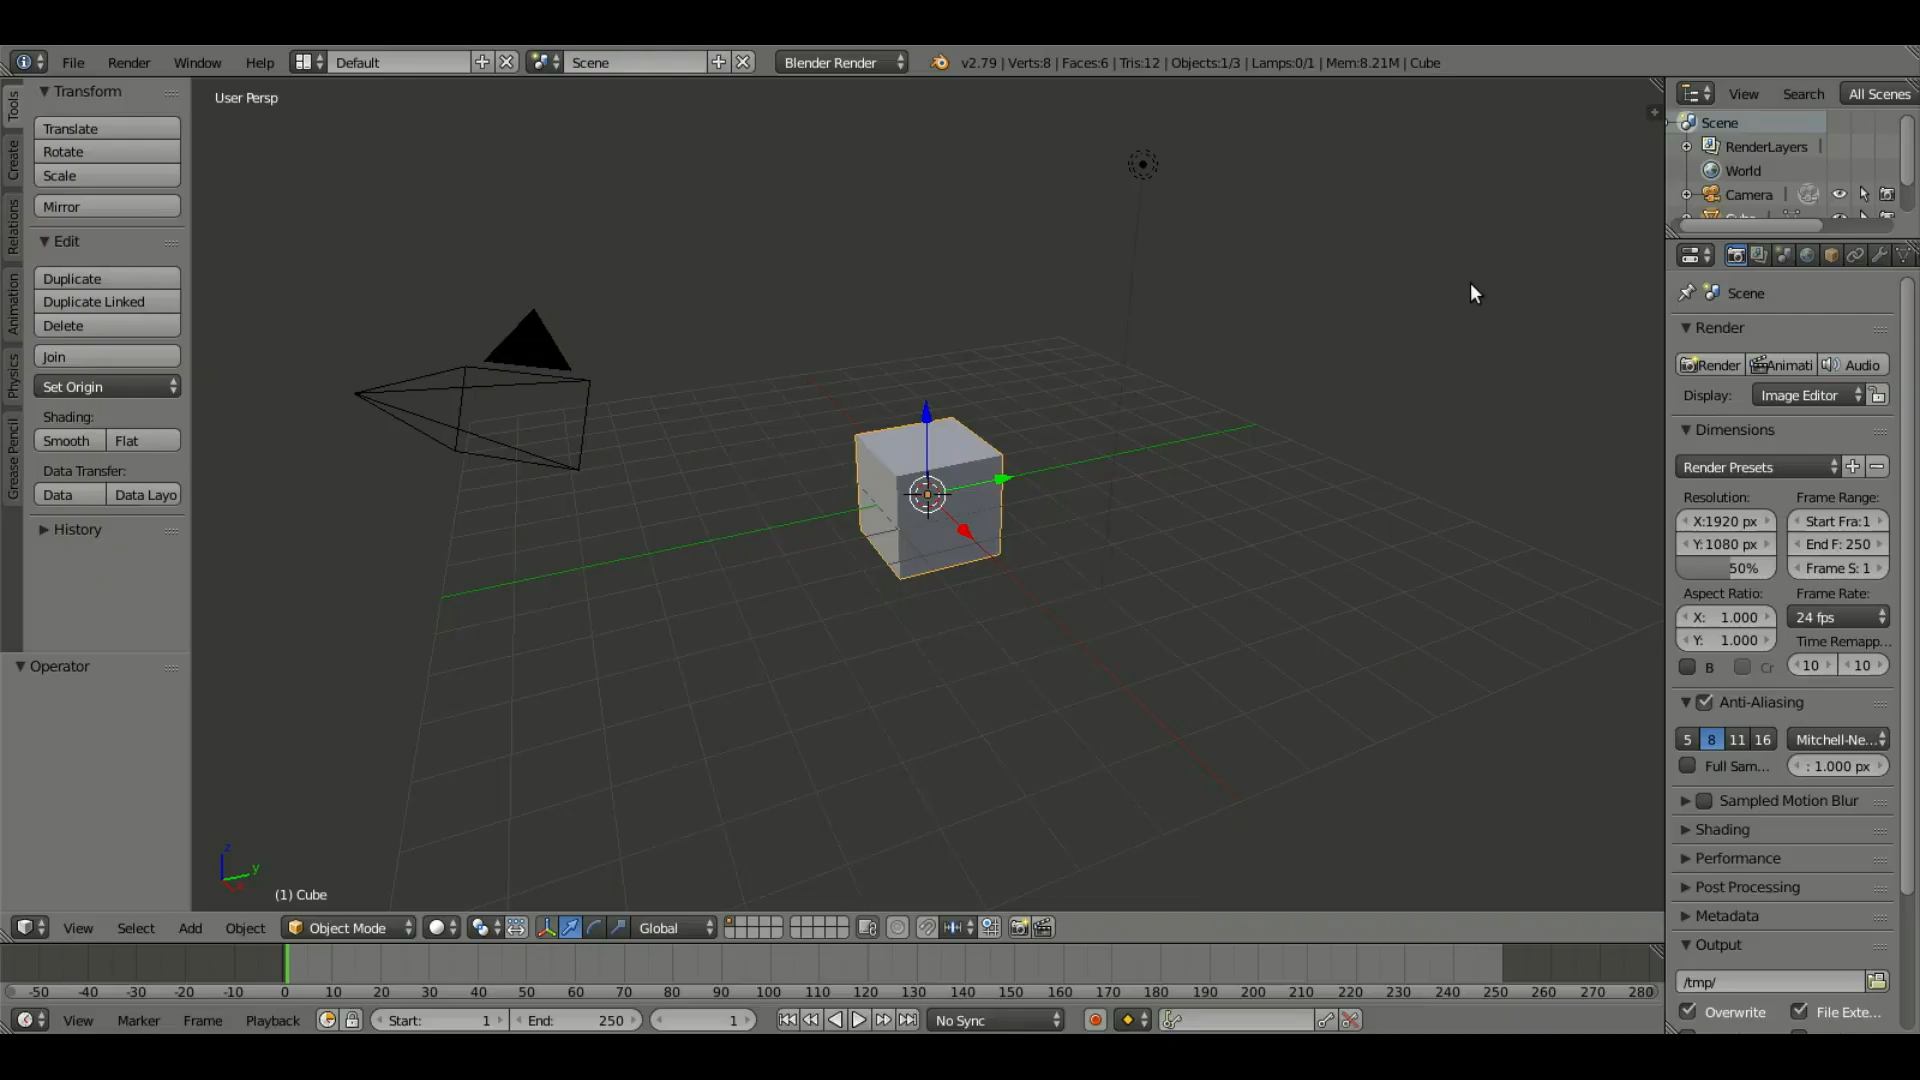 File Render Window Help Default Scene Blender Render v2.79 | Verts:8 | Faces:6 | Tris:12 | Objects:1/3 | Lamps:0/1 | Mem:8.21M | Cube
Tools
Create
Relations
Animation
Physics
Grease Pencil
Transform
Translate
Rotate
Scale
Mirror
Edit
Duplicate
Duplicate Linked
Delete
Join
Set Origin
Shading:
Smooth Flat
Data Transfer:
Data Data Layo
History
Operator
User Persp
z
y
x
(1) Cube
View Search All Scenes
Scene
RenderLayers
World
Camera
Scene
Render
Render Animati Audio
Display: Image Editor
Dimensions
Render Presets
Resolution: Frame Range:
X:1920 px Start Fra:1
Y:1080 px End F: 250
50% Frame S: 1
Aspect Ratio: Frame Rate:
X: 1.000 24 fps
Y: 1.000 Time Remapp...
B Cr 10 10
Anti-Aliasing
5 8 11 16 Mitchell-Ne...
Full Sam... : 1.000 px
Sampled Motion Blur
Shading
Performance
Post Processing
Metadata
Output
/tmp/
Overwrite File Exte...
View Select Add Object Object Mode Global
-50 -40 -30 -20 -10 0 10 20 30 40 50 60 70 80 90 100 110 120 130 140 150 160 170 180 190 200 210 220 230 240 250 260 270 280
View Marker Frame Playback Start: 1 End: 250 1 No Sync